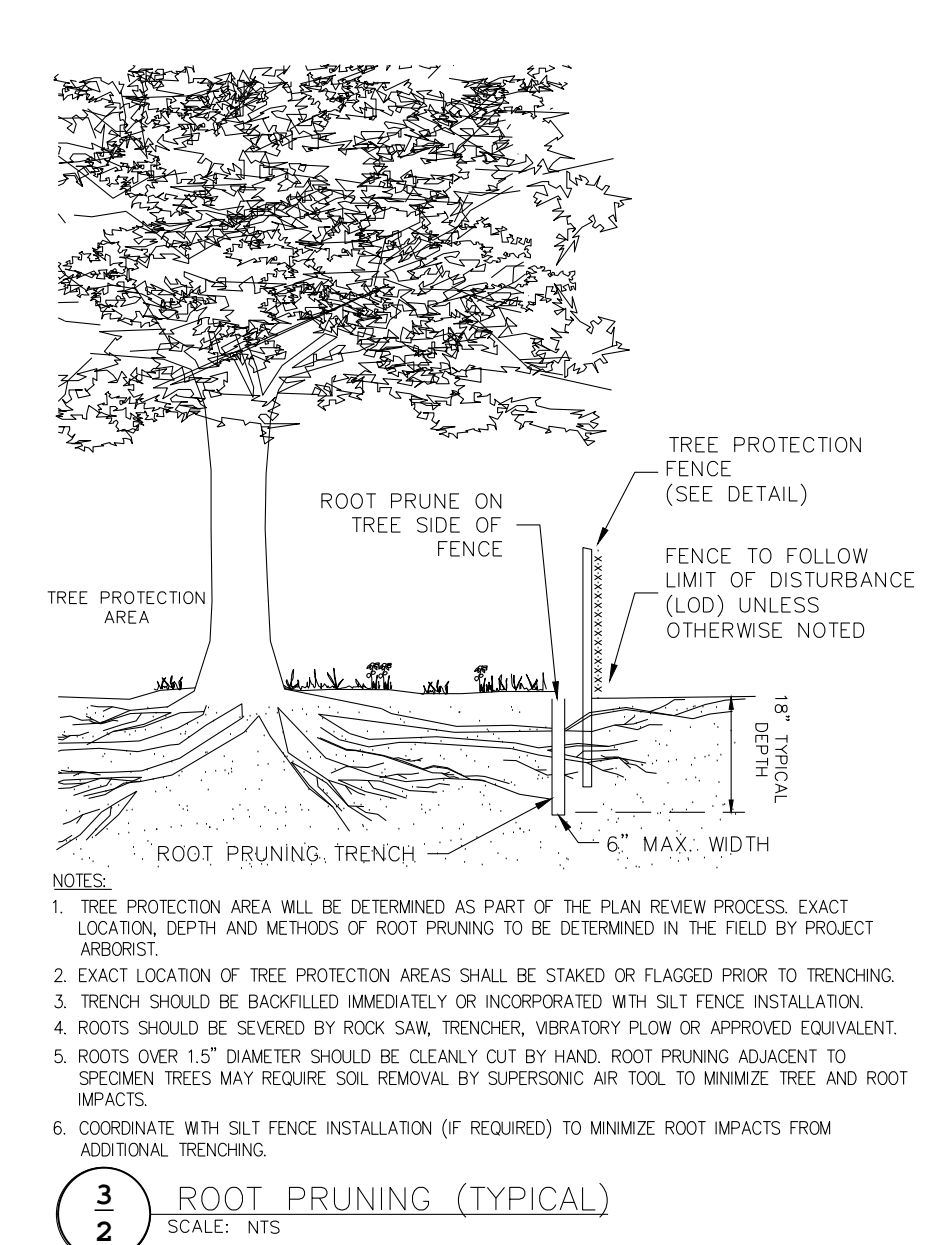 TREE PROTECTION
FENCE
(SEE DETAIL)
ROOT PRUNE ON
TREE SIDE OF
FENCE
FENCE TO FOLLOW
LIMIT OF DISTURBANCE
(LOD) UNLESS
OTHERWISE NOTED
TREE PROTECTION
AREA
18" TYPICAL
DEPTH
6" MAX. WIDTH
ROOT PRUNING TRENCH
NOTES:
1. TREE PROTECTION AREA WILL BE DETERMINED AS PART OF THE PLAN REVIEW PROCESS. EXACT
LOCATION, DEPTH AND METHODS OF ROOT PRUNING TO BE DETERMINED IN THE FIELD BY PROJECT
ARBORIST.
2. EXACT LOCATION OF TREE PROTECTION AREAS SHALL BE STAKED OR FLAGGED PRIOR TO TRENCHING.
3. TRENCH SHOULD BE BACKFILLED IMMEDIATELY OR INCORPORATED WITH SILT FENCE INSTALLATION.
4. ROOTS SHOULD BE SEVERED BY ROCK SAW, TRENCHER, VIBRATORY PLOW OR APPROVED EQUIVALENT.
5. ROOTS OVER 1.5" DIAMETER SHOULD BE CLEANLY CUT BY HAND. ROOT PRUNING ADJACENT TO
SPECIMEN TREES MAY REQUIRE SOIL REMOVAL BY SUPERSONIC AIR TOOL TO MINIMIZE TREE AND ROOT
IMPACTS.
6. COORDINATE WITH SILT FENCE INSTALLATION (IF REQUIRED) TO MINIMIZE ROOT IMPACTS FROM
ADDITIONAL TRENCHING.
3
2
ROOT PRUNING (TYPICAL)
SCALE: NTS